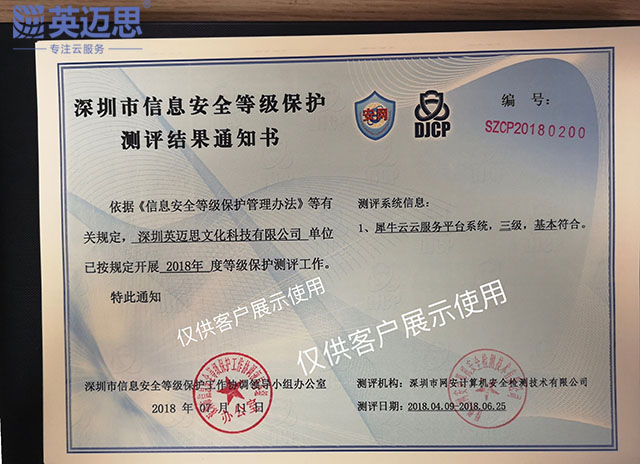 英迈思
专注云服务
深圳市信息安全等级保护
测评结果通知书
安网
DJCP
编 号:
SZCP20180200
依据《信息安全等级保护管理办法》等有
关规定，深圳英迈思文化科技有限公司 单位
已按规定开展 2018年 度等级保护测评工作。
特此通知
测评系统信息：
1、犀牛云云服务平台系统，三级，基本符合。
仅供客户展示使用
仅供客户展示使用
深圳市信息安全等级保护工作协调领导小组办公室
2018 年 07 月 11 日
办公室
测评机构：深圳市网安计算机安全检测技术有限公司
测评日期：2018.04.09-2018.06.25